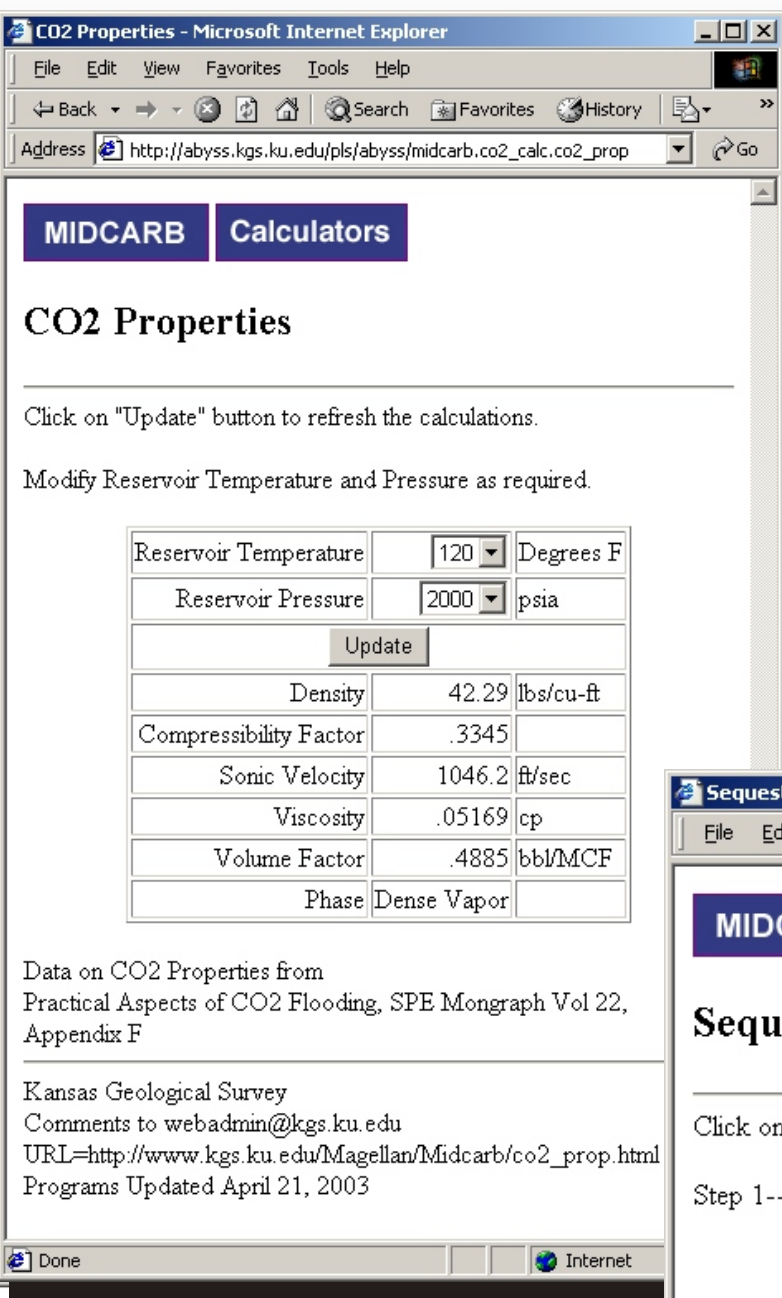 CO2 Properties - Microsoft Internet Explorer
File Edit View Favorites Tools Help
Back Search Favorites History »
Address http://abyss.kgs.ku.edu/pls/abyss/midcarb.co2_calc.co2_prop Go
MIDCARB Calculators
CO2 Properties
Click on "Update" button to refresh the calculations.
Modify Reservoir Temperature and Pressure as required.
Reservoir Temperature 120 Degrees F
Reservoir Pressure 2000 psia
Update
Density 42.29 lbs/cu-ft
Compressibility Factor .3345
Sonic Velocity 1046.2 ft/sec
Viscosity .05169 cp
Volume Factor .4885 bbl/MCF
Phase Dense Vapor
Data on CO2 Properties from
Practical Aspects of CO2 Flooding, SPE Mongraph Vol 22,
Appendix F
Kansas Geological Survey
Comments to webadmin@kgs.ku.edu
URL=http://www.kgs.ku.edu/Magellan/Midcarb/co2_prop.html
Programs Updated April 21, 2003
Done Internet
Seques
File Ed
MID
Sequ
Click on
Step 1--